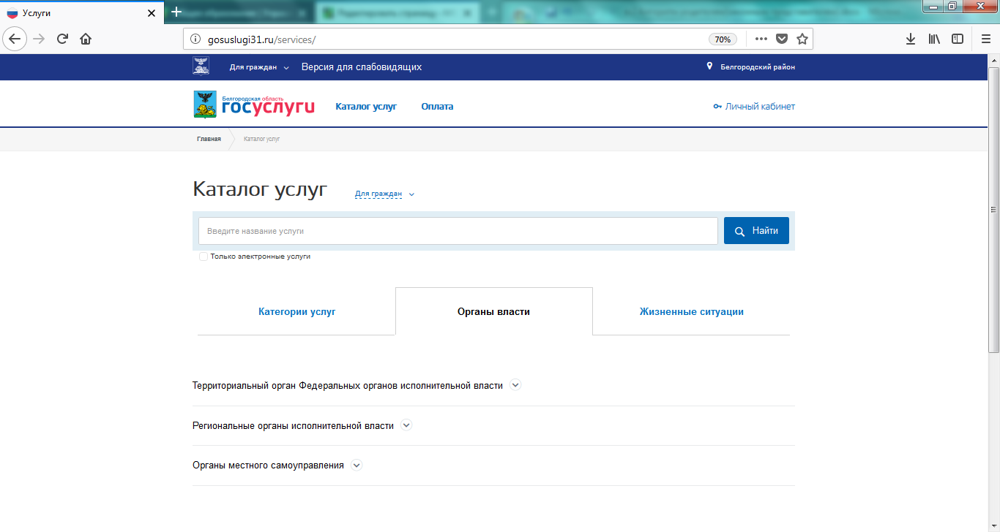 Услуги
gosuslugi31.ru/services/
70%
Для граждан
Версия для слабовидящих
Белгородский район
Белгородская область
госуслуги
Каталог услуг
Оплата
Личный кабинет
Главная
Каталог услуг
Каталог услуг
Для граждан
Введите название услуги
Найти
Только электронные услуги
Категории услуг
Органы власти
Жизненные ситуации
Территориальный орган Федеральных органов исполнительной власти
Региональные органы исполнительной власти
Органы местного самоуправления